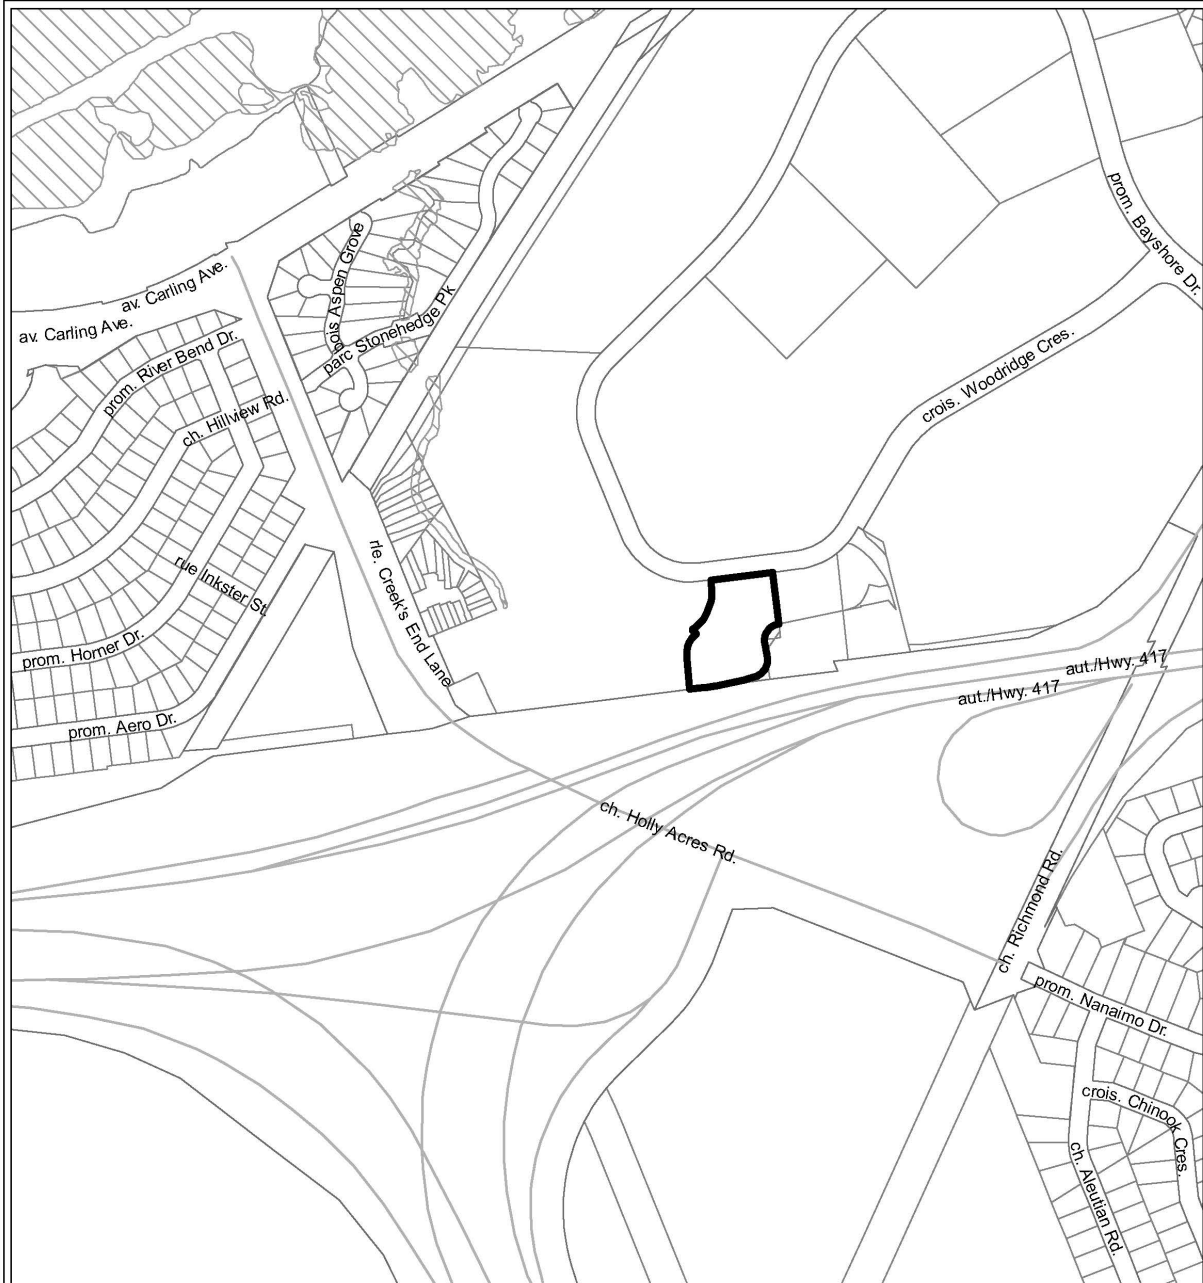 prom. Bayshore Dr.
bois Aspen Grove
av. Carling Ave.
av. Carling Ave.
parc Stonehedge Pk
prom. River Bend Dr.
crois. Woodridge Cres.
ch. Hillview Rd.
rle. Creek's End Lane
rue Inkster St.
prom. Horner Dr.
aut./Hwy. 417
aut./Hwy. 417
prom. Aero Dr.
ch. Holly Acres Rd.
ch. Richmond Rd.
prom. Nanaimo Dr.
crois. Chinook Cres.
ch. Aleutian Rd.